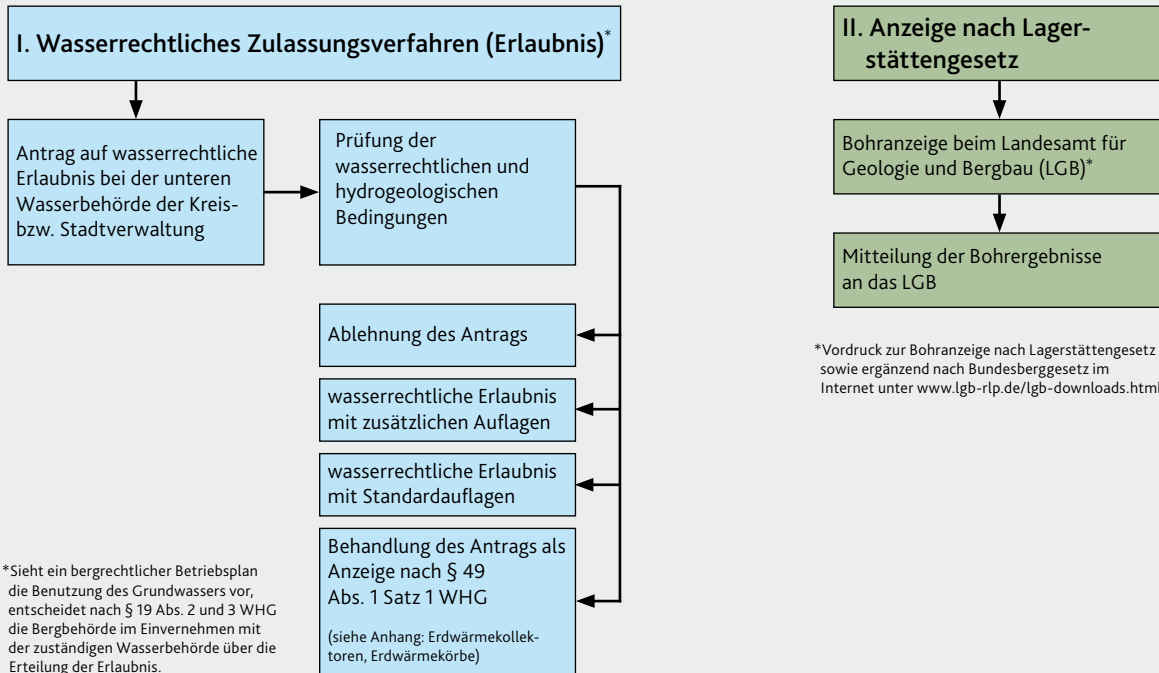 I. Wasserrechtliches Zulassungsverfahren (Erlaubnis)*
Antrag auf wasserrechtliche
Erlaubnis bei der unteren
Wasserbehörde der Kreis-
bzw. Stadtverwaltung
Prüfung der
wasserrechtlichen und
hydrogeologischen
Bedingungen
Ablehnung des Antrags
wasserrechtliche Erlaubnis
mit zusätzlichen Auflagen
wasserrechtliche Erlaubnis
mit Standardauflagen
Behandlung des Antrags als
Anzeige nach § 49
Abs. 1 Satz 1 WHG
(siehe Anhang: Erdwärmekollek-
toren, Erdwärmekörbe)
*Sieht ein bergrechtlicher Betriebsplan
die Benutzung des Grundwassers vor,
entscheidet nach § 19 Abs. 2 und 3 WHG
die Bergbehörde im Einvernehmen mit
der zuständigen Wasserbehörde über die
Erteilung der Erlaubnis.
II. Anzeige nach Lager-
stättengesetz
Bohranzeige beim Landesamt für
Geologie und Bergbau (LGB)*
Mitteilung der Bohrergebnisse
an das LGB
*Vordruck zur Bohranzeige nach Lagerstättengesetz
sowie ergänzend nach Bundesberggesetz im
Internet unter www.lgb-rlp.de/lgb-downloads.html